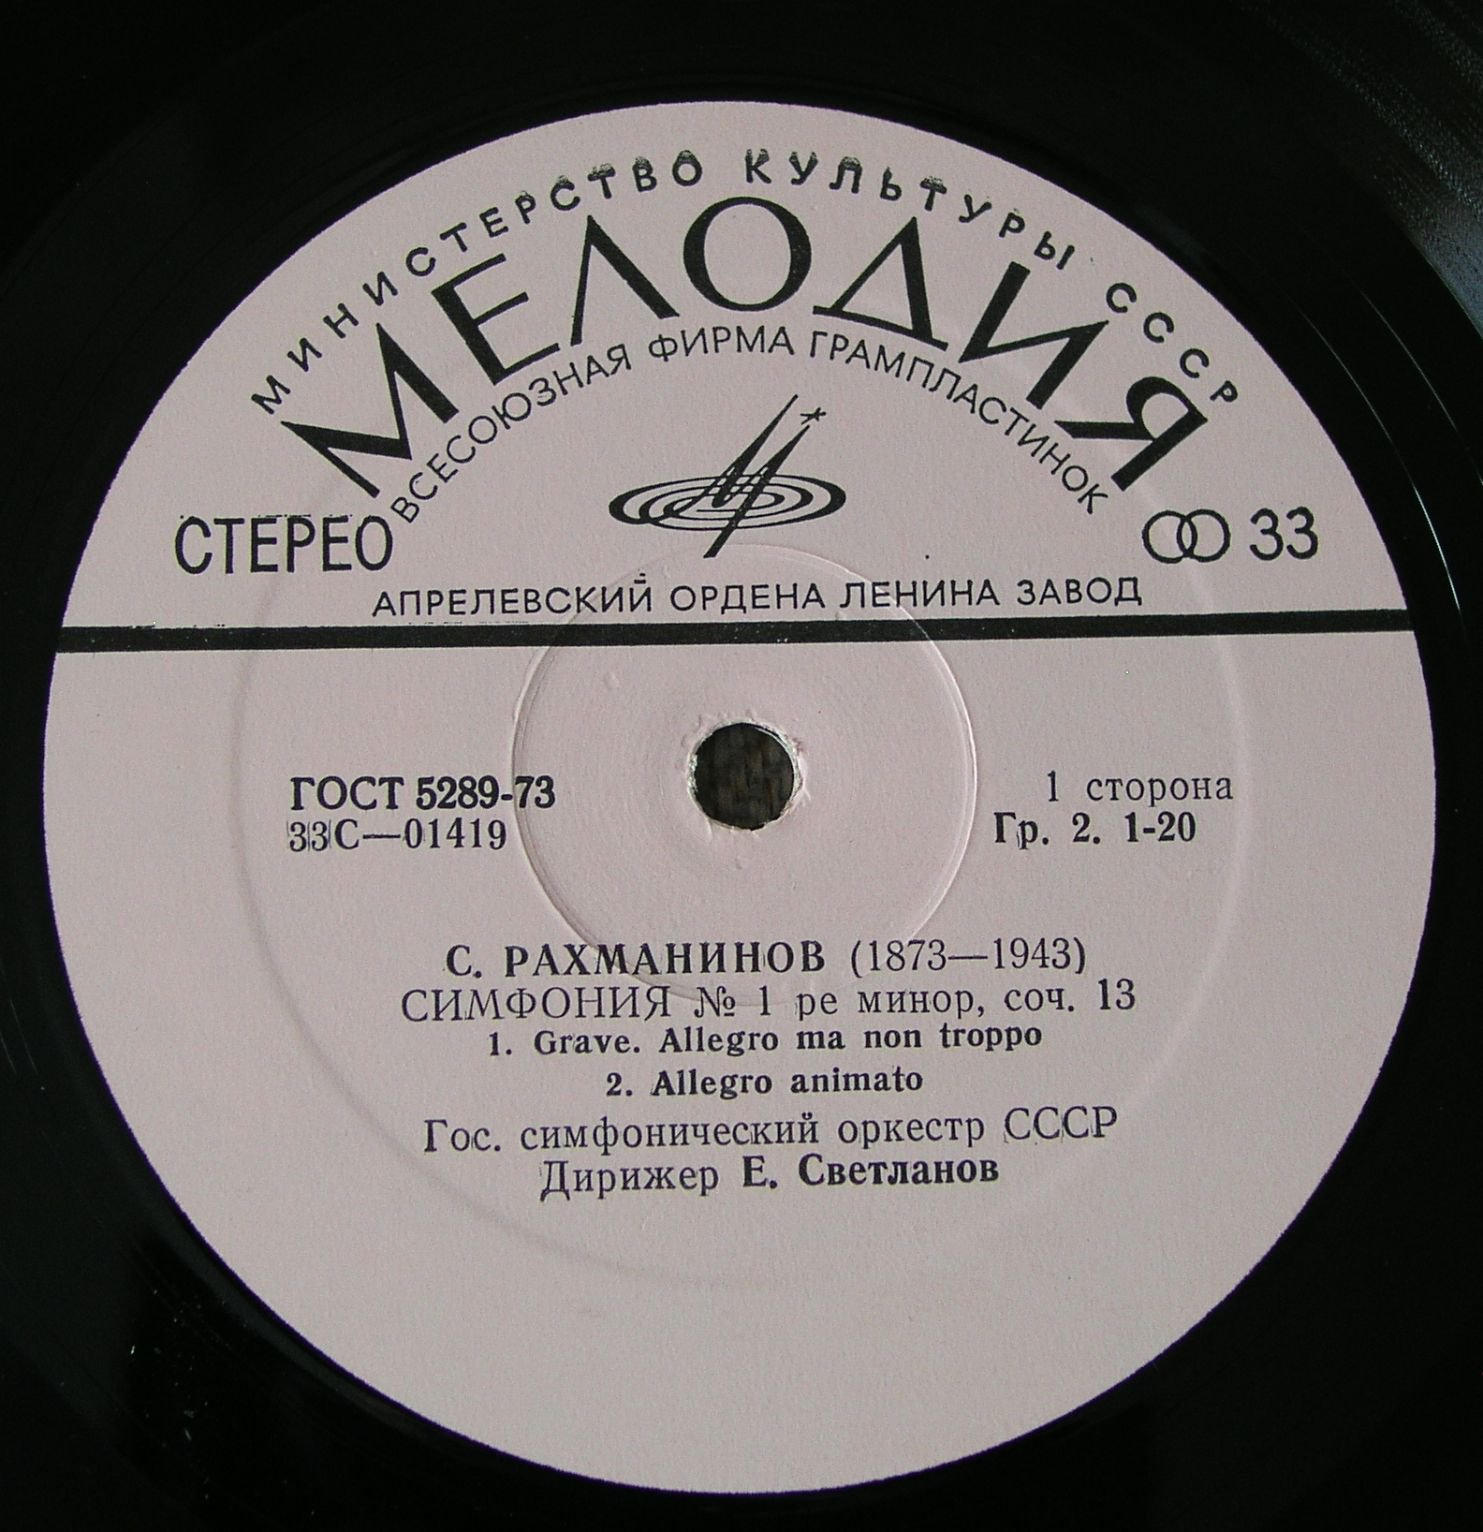 МИНИСТЕРСТВО КУЛЬТУРЫ СССР
МЕЛОДИЯ
ВСЕСОЮЗНАЯ ФИРМА ГРАМПЛАСТИНОК
СТЕРЕО
33
АПРЕЛЕВСКИЙ ОРДЕНА ЛЕНИНА ЗАВОД
ГОСТ 5289-73
33С—01419
1 сторона
Гр. 2. 1-20
С. РАХМАНИНОВ (1873—1943)
СИМФОНИЯ № 1 ре минор, соч. 13
1. Grave. Allegro ma non troppo
2. Allegro animato
Гос. симфонический оркестр СССР
Дирижер Е. Светланов